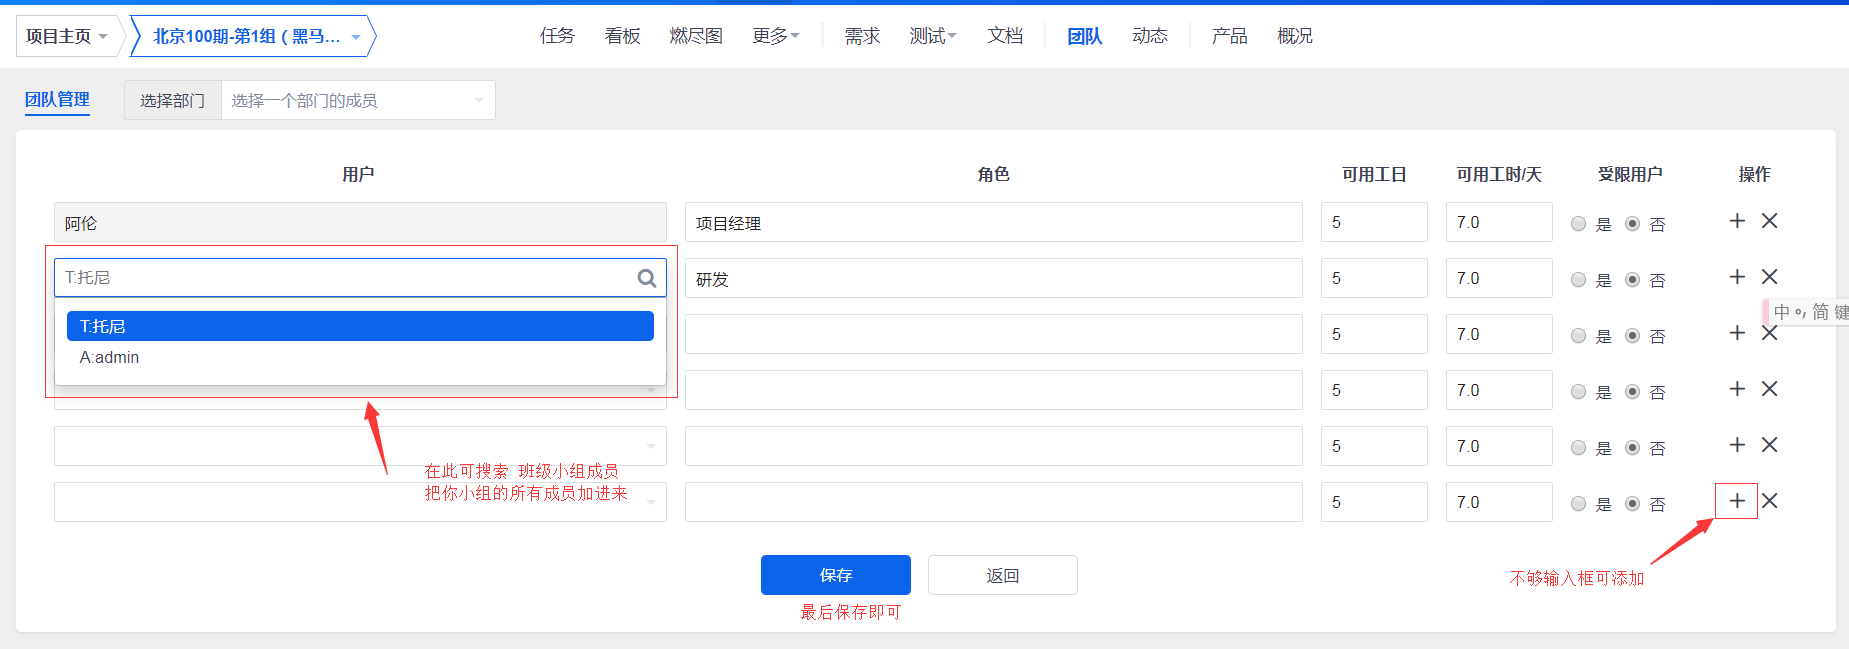 项目主页 北京100期-第1组（黑马... 任务 看板 燃尽图 更多 需求 测试 文档 团队 动态 产品 概况
团队管理 选择部门 选择一个部门的成员
用户 角色 可用工日 可用工时/天 受限用户 操作
阿伦 项目经理 5 7.0 是 否
T:托尼 研发 5 7.0 是 否
中 简 键
T:托尼 5 7.0 是 否
A:admin
5 7.0 是 否
5 7.0 是 否
在此可搜索 班级小组成员
把你小组的所有成员加进来
5 7.0 是 否
保存 返回
不够输入框可添加
最后保存即可